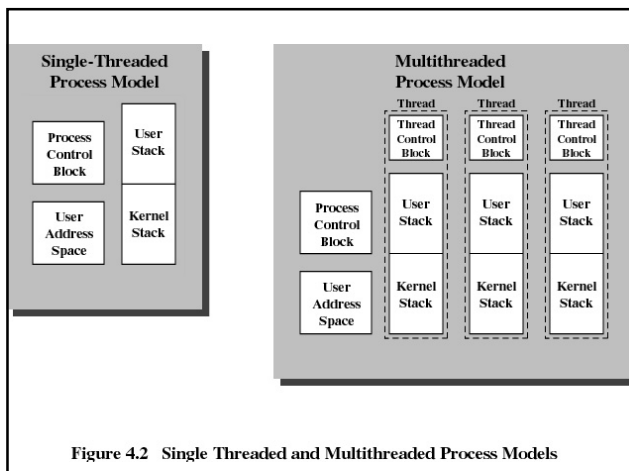 Single-Threaded
Process Model
Process
Control
Block
User
Stack
User
Address
Space
Kernel
Stack
Multithreaded
Process Model
Thread
Thread
Thread
Thread
Control
Block
Thread
Control
Block
Thread
Control
Block
Process
Control
Block
User
Stack
User
Stack
User
Stack
User
Address
Space
Kernel
Stack
Kernel
Stack
Kernel
Stack
Figure 4.2 Single Threaded and Multithreaded Process Models